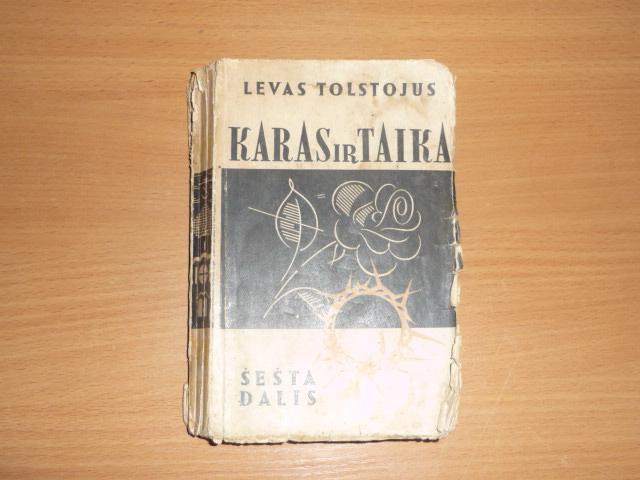 LEVAS TOLSTOJUS
KARAS IR TAIKA
ŠEŠTA
DALIS